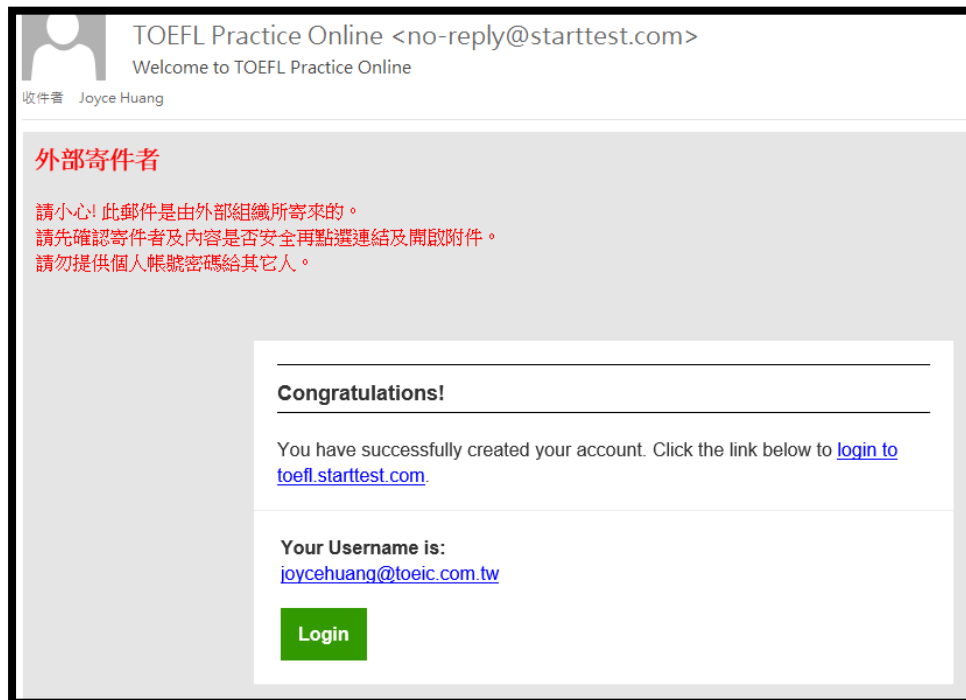 TOEFL Practice Online <no-reply@starttest.com>
Welcome to TOEFL Practice Online
收件者 Joyce Huang
外部寄件者
請小心! 此郵件是由外部組織所寄來的。
請先確認寄件者及內容是否安全再點選連結及開啟附件。
請勿提供個人帳號密碼給其它人。
Congratulations!
You have successfully created your account. Click the link below to login to
toefl.starttest.com.
Your Username is:
joycehuang@toeic.com.tw
Login